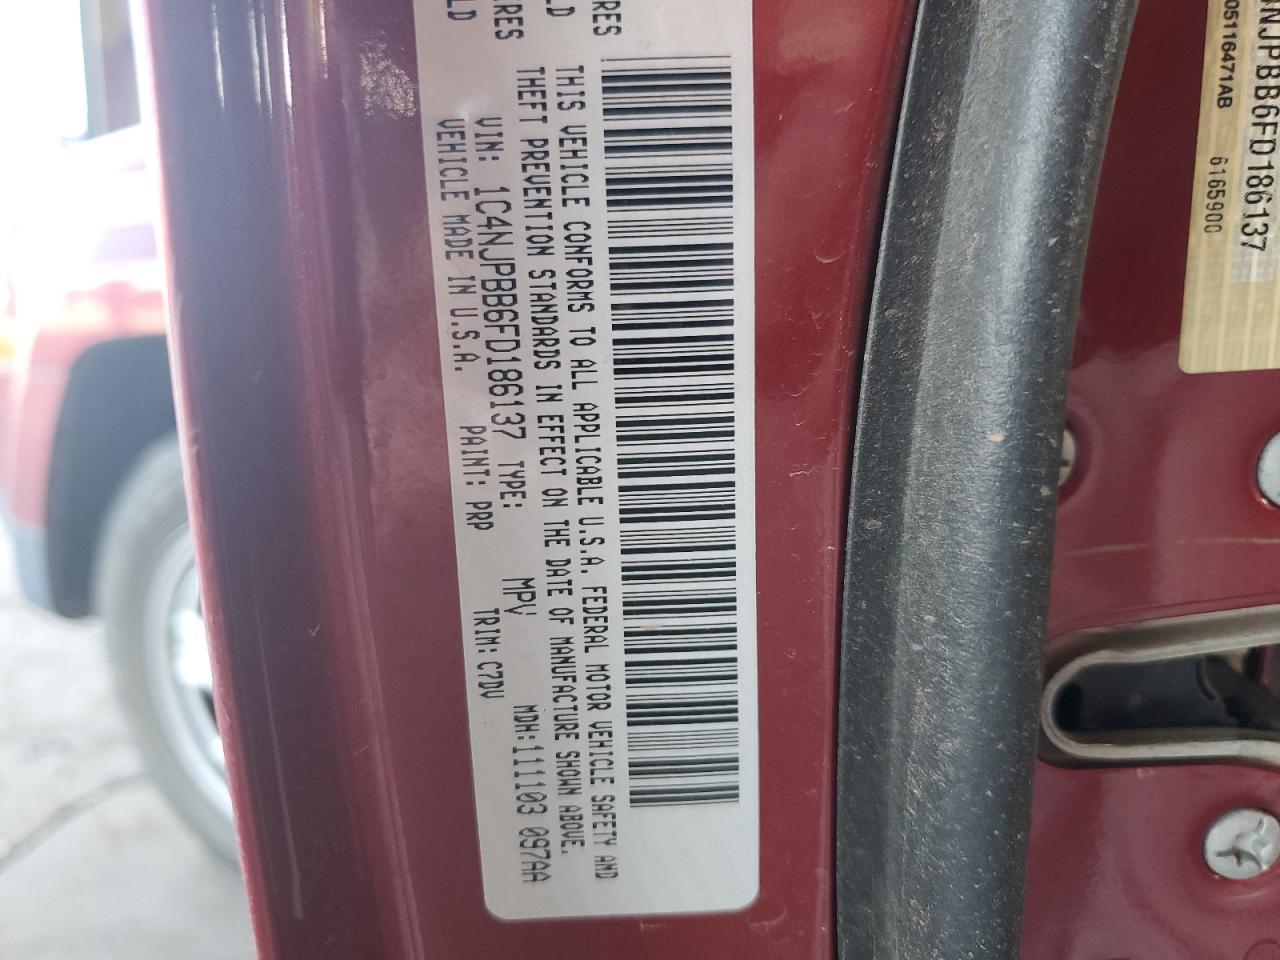 RES
LD
RES
LD
THIS VEHICLE CONFORMS TO ALL APPLICABLE U.S.A. FEDERAL MOTOR VEHICLE SAFETY AND
THEFT PREVENTION STANDARDS IN EFFECT ON THE DATE OF MANUFACTURE SHOWN ABOVE.
VIN: 1C4NJPBB6FD186137 TYPE: MPV MDH:111103 097AA
VEHICLE MADE IN U.S.A. PAINT: PRP TRIM: C7DV
NJPBB6FD186137
05116471AB 6165900